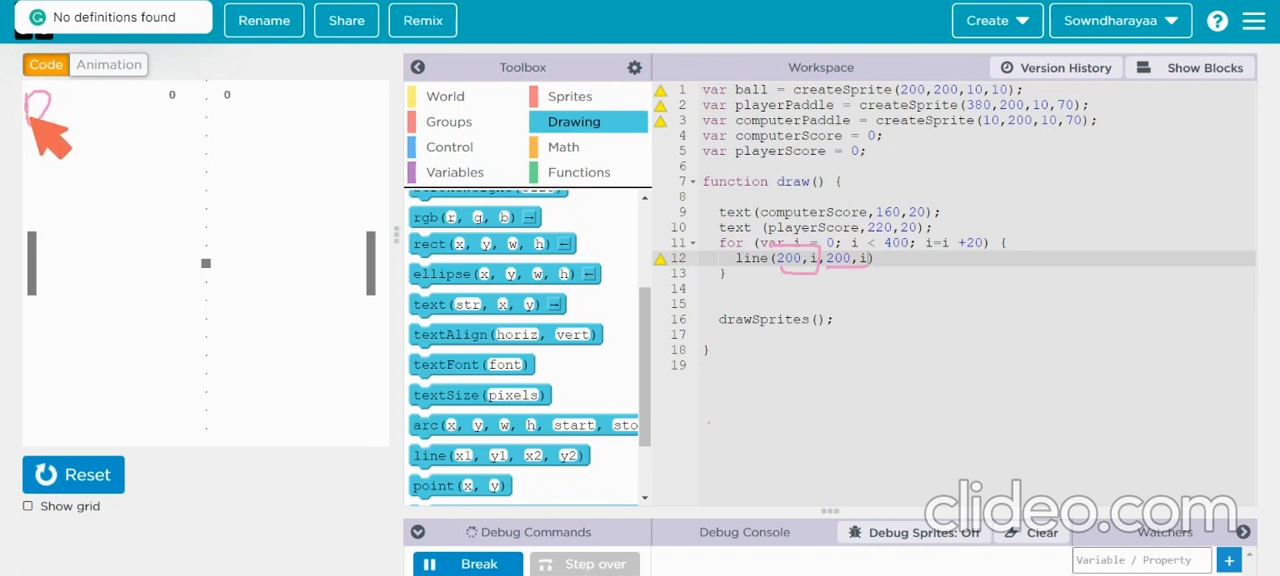 No definitions found
Rename
Share
Remix
Create
Sowndharayaa
?
Code
Animation
0
0
Reset
Show grid
Toolbox
World
Sprites
Groups
Drawing
Control
Math
Variables
Functions
rgb(r, g, b)
rect(x, y, w, h)
ellipse(x, y, w, h)
text(str, x, y)
textAlign(horiz, vert)
textFont(font)
textSize(pixels)
arc(x, y, w, h, start, sto
line(x1, y1, x2, y2)
point(x, y)
Workspace
Version History
Show Blocks
1 var ball = createSprite(200,200,10,10);
2 var playerPaddle = createSprite(380,200,10,70);
3 var computerPaddle = createSprite(10,200,10,70);
4 var computerScore = 0;
5 var playerScore = 0;
6
7 function draw() {
8
9 text(computerScore,160,20);
10 text (playerScore,220,20);
11 for (var i = 0; i < 400; i=i +20) {
12 line(200,i,200,i)
13 }
14
15
16 drawSprites();
17
18 }
19
Debug Commands
Debug Console
Debug Sprites: Off
Clear
Watchers
Break
Step over
Variable / Property
+
clideo.com